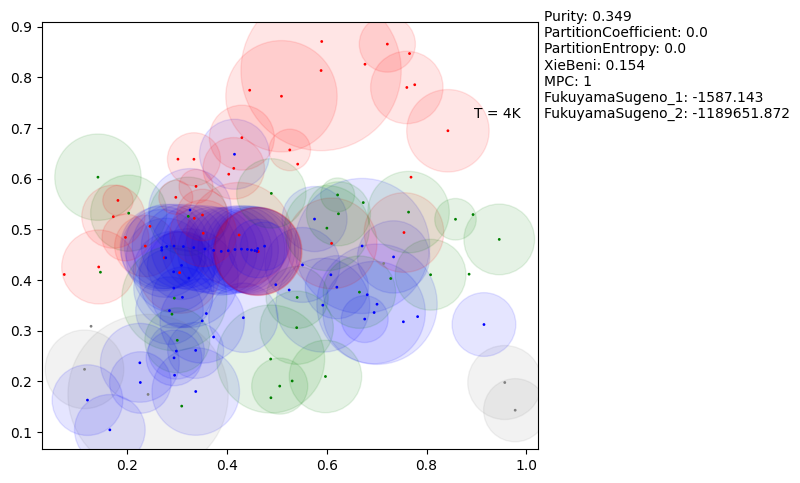 Purity: 0.349
PartitionCoefficient: 0.0
PartitionEntropy: 0.0
XieBeni: 0.154
MPC: 1
FukuyamaSugeno_1: -1587.143
FukuyamaSugeno_2: -1189651.872
T = 4K
0.9
0.8
0.7
0.6
0.5
0.4
0.3
0.2
0.1
0.2 0.4 0.6 0.8 1.0